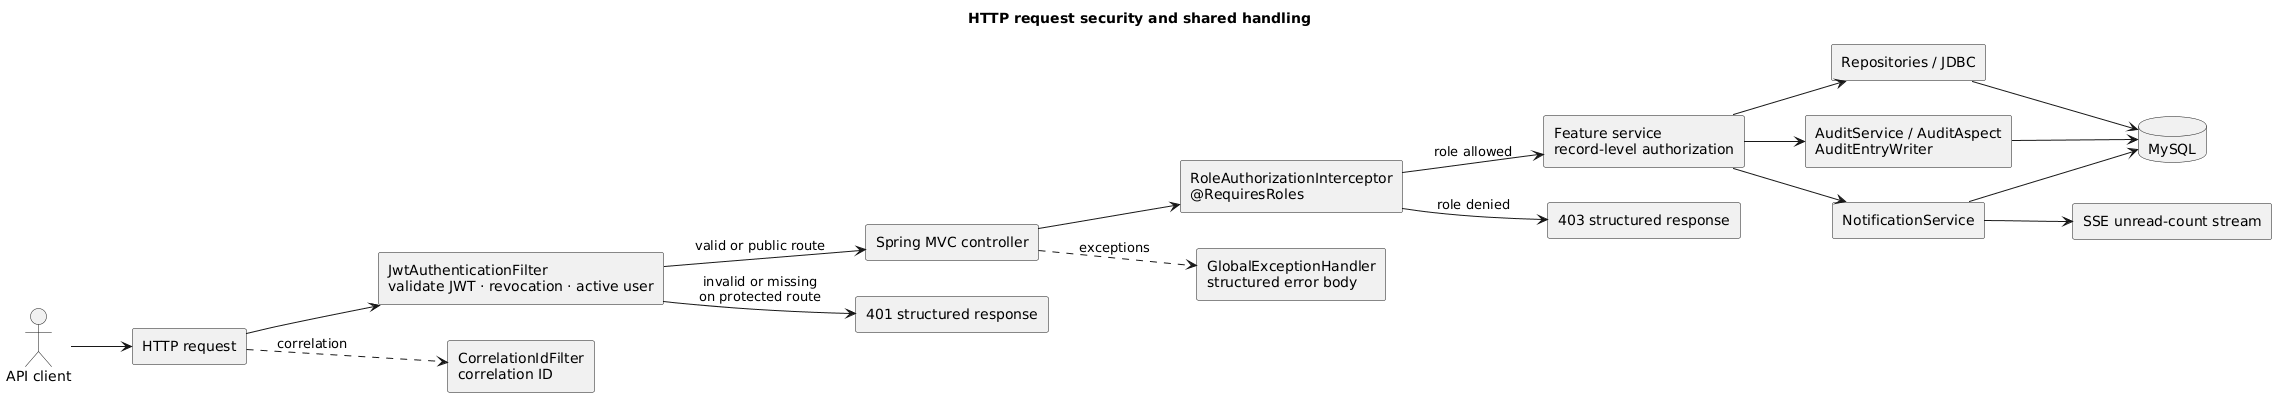 HTTP request security and shared handling
API client
HTTP request
correlation
CorrelationIdFilter
correlation ID
JwtAuthenticationFilter
validate JWT · revocation · active user
valid or public route
invalid or missing
on protected route
Spring MVC controller
401 structured response
exceptions
RoleAuthorizationInterceptor
@RequiresRoles
GlobalExceptionHandler
structured error body
role allowed
role denied
Feature service
record-level authorization
403 structured response
Repositories / JDBC
AuditService / AuditAspect
AuditEntryWriter
NotificationService
MySQL
SSE unread-count stream